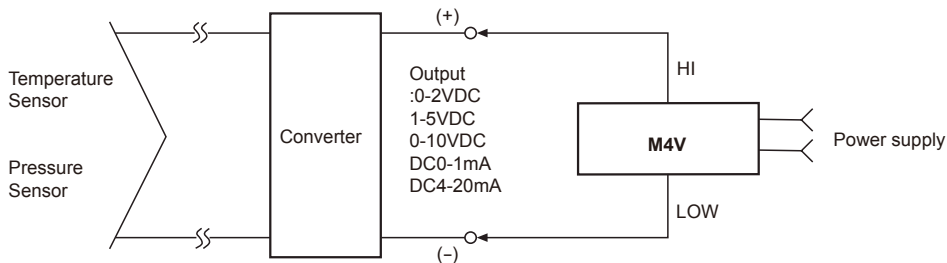 Temperature
Sensor
Pressure
Sensor
Converter
(+)
Output
:0-2VDC
1-5VDC
0-10VDC
DC0-1mA
DC4-20mA
(−)
HI
M4V
LOW
Power supply